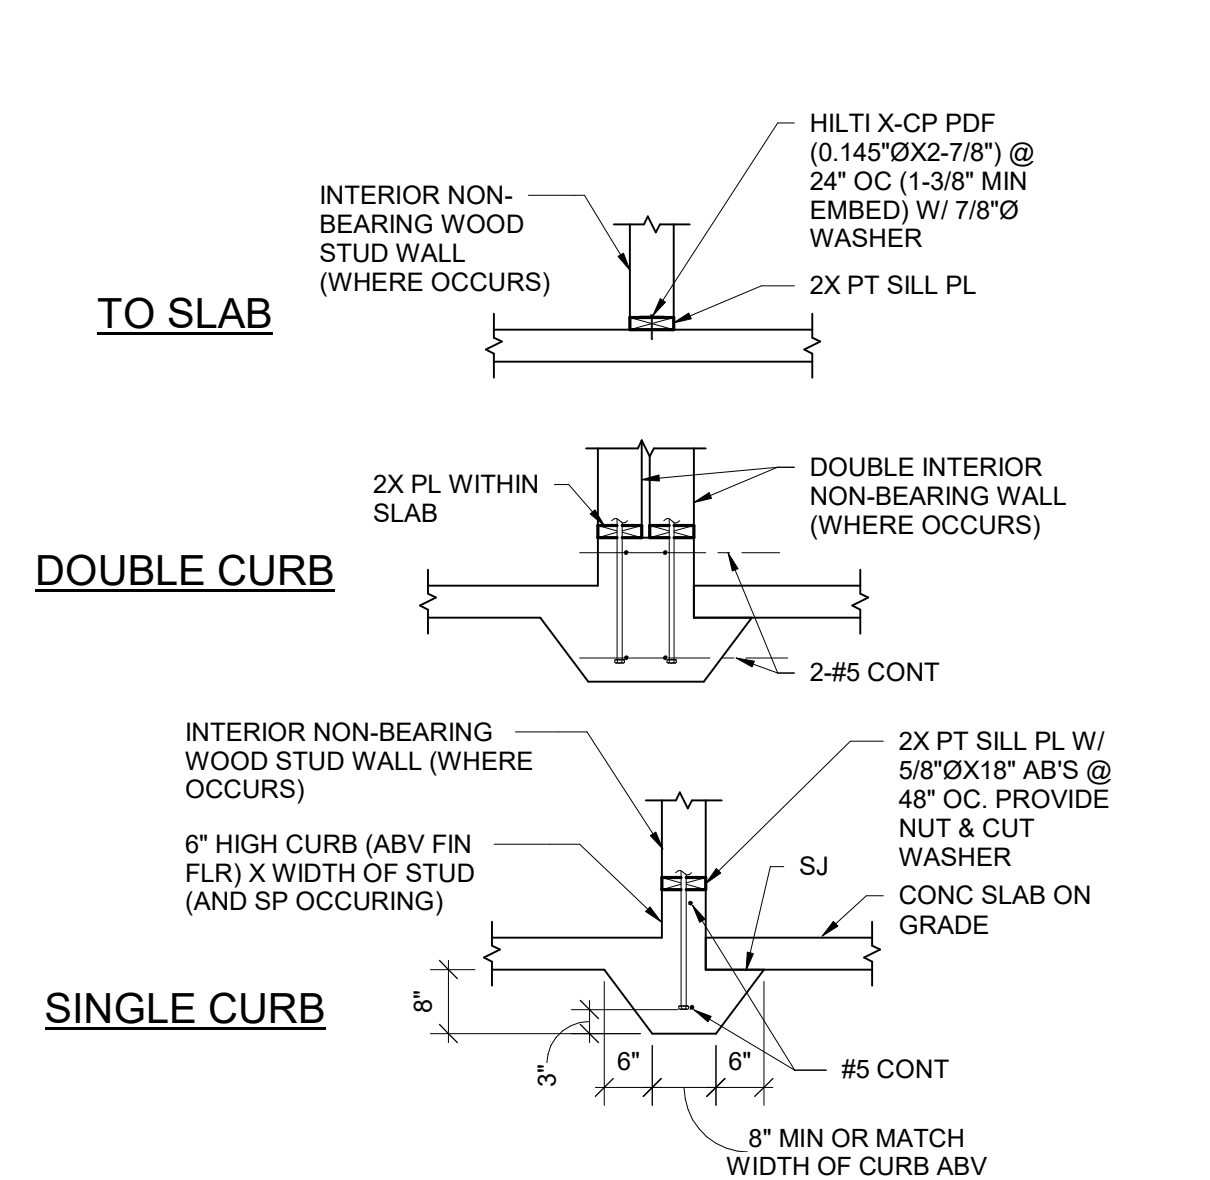 HILTI X-CP PDF
(0.145"ØX2-7/8") @
24" OC (1-3/8" MIN
EMBED) W/ 7/8"Ø
WASHER
INTERIOR NON-
BEARING WOOD
STUD WALL
(WHERE OCCURS)
2X PT SILL PL
TO SLAB
2X PL WITHIN
SLAB
DOUBLE INTERIOR
NON-BEARING WALL
(WHERE OCCURS)
DOUBLE CURB
2-#5 CONT
INTERIOR NON-BEARING
WOOD STUD WALL (WHERE
OCCURS)
2X PT SILL PL W/
5/8"ØX18" AB'S @
48" OC. PROVIDE
NUT & CUT
WASHER
6" HIGH CURB (ABV FIN
FLR) X WIDTH OF STUD
(AND SP OCCURING)
SJ
CONC SLAB ON
GRADE
SINGLE CURB
8"
3"
6"
6"
#5 CONT
8" MIN OR MATCH
WIDTH OF CURB ABV